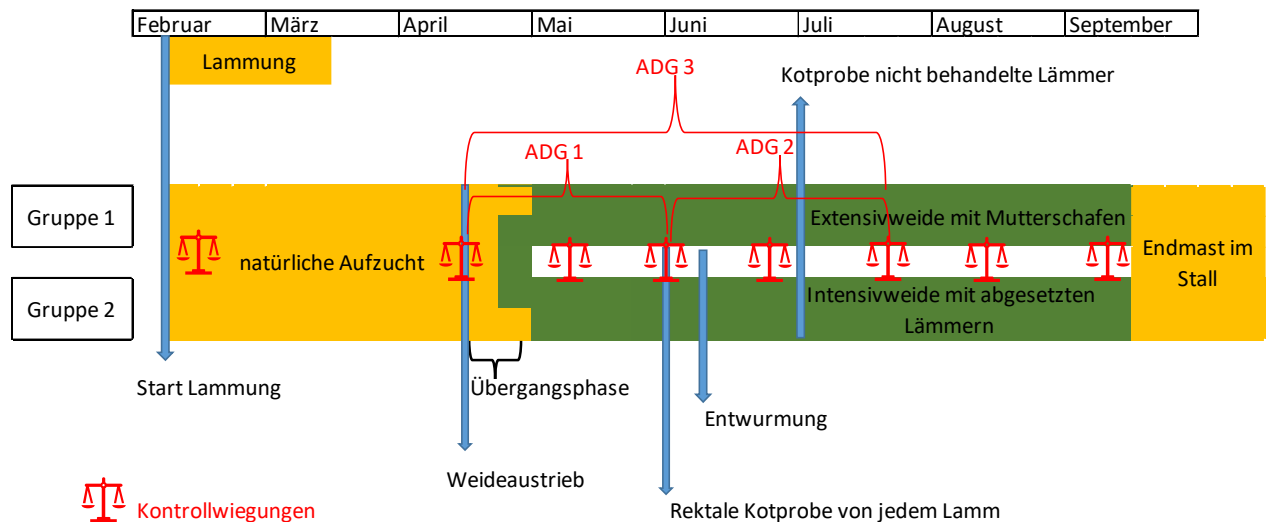 Februar März April Mai Juni Juli August September
Lammung
ADG 3
Kotprobe nicht behandelte Lämmer
ADG 1
ADG 2
Gruppe 1
Extensivweide mit Mutterschafen
natürliche Aufzucht
Endmast im
Stall
Gruppe 2
Intensivweide mit abgesetzten
Lämmern
Start Lammung
Übergangsphase
Entwurmung
Weideaustrieb
Kontrollwiegungen
Rektale Kotprobe von jedem Lamm